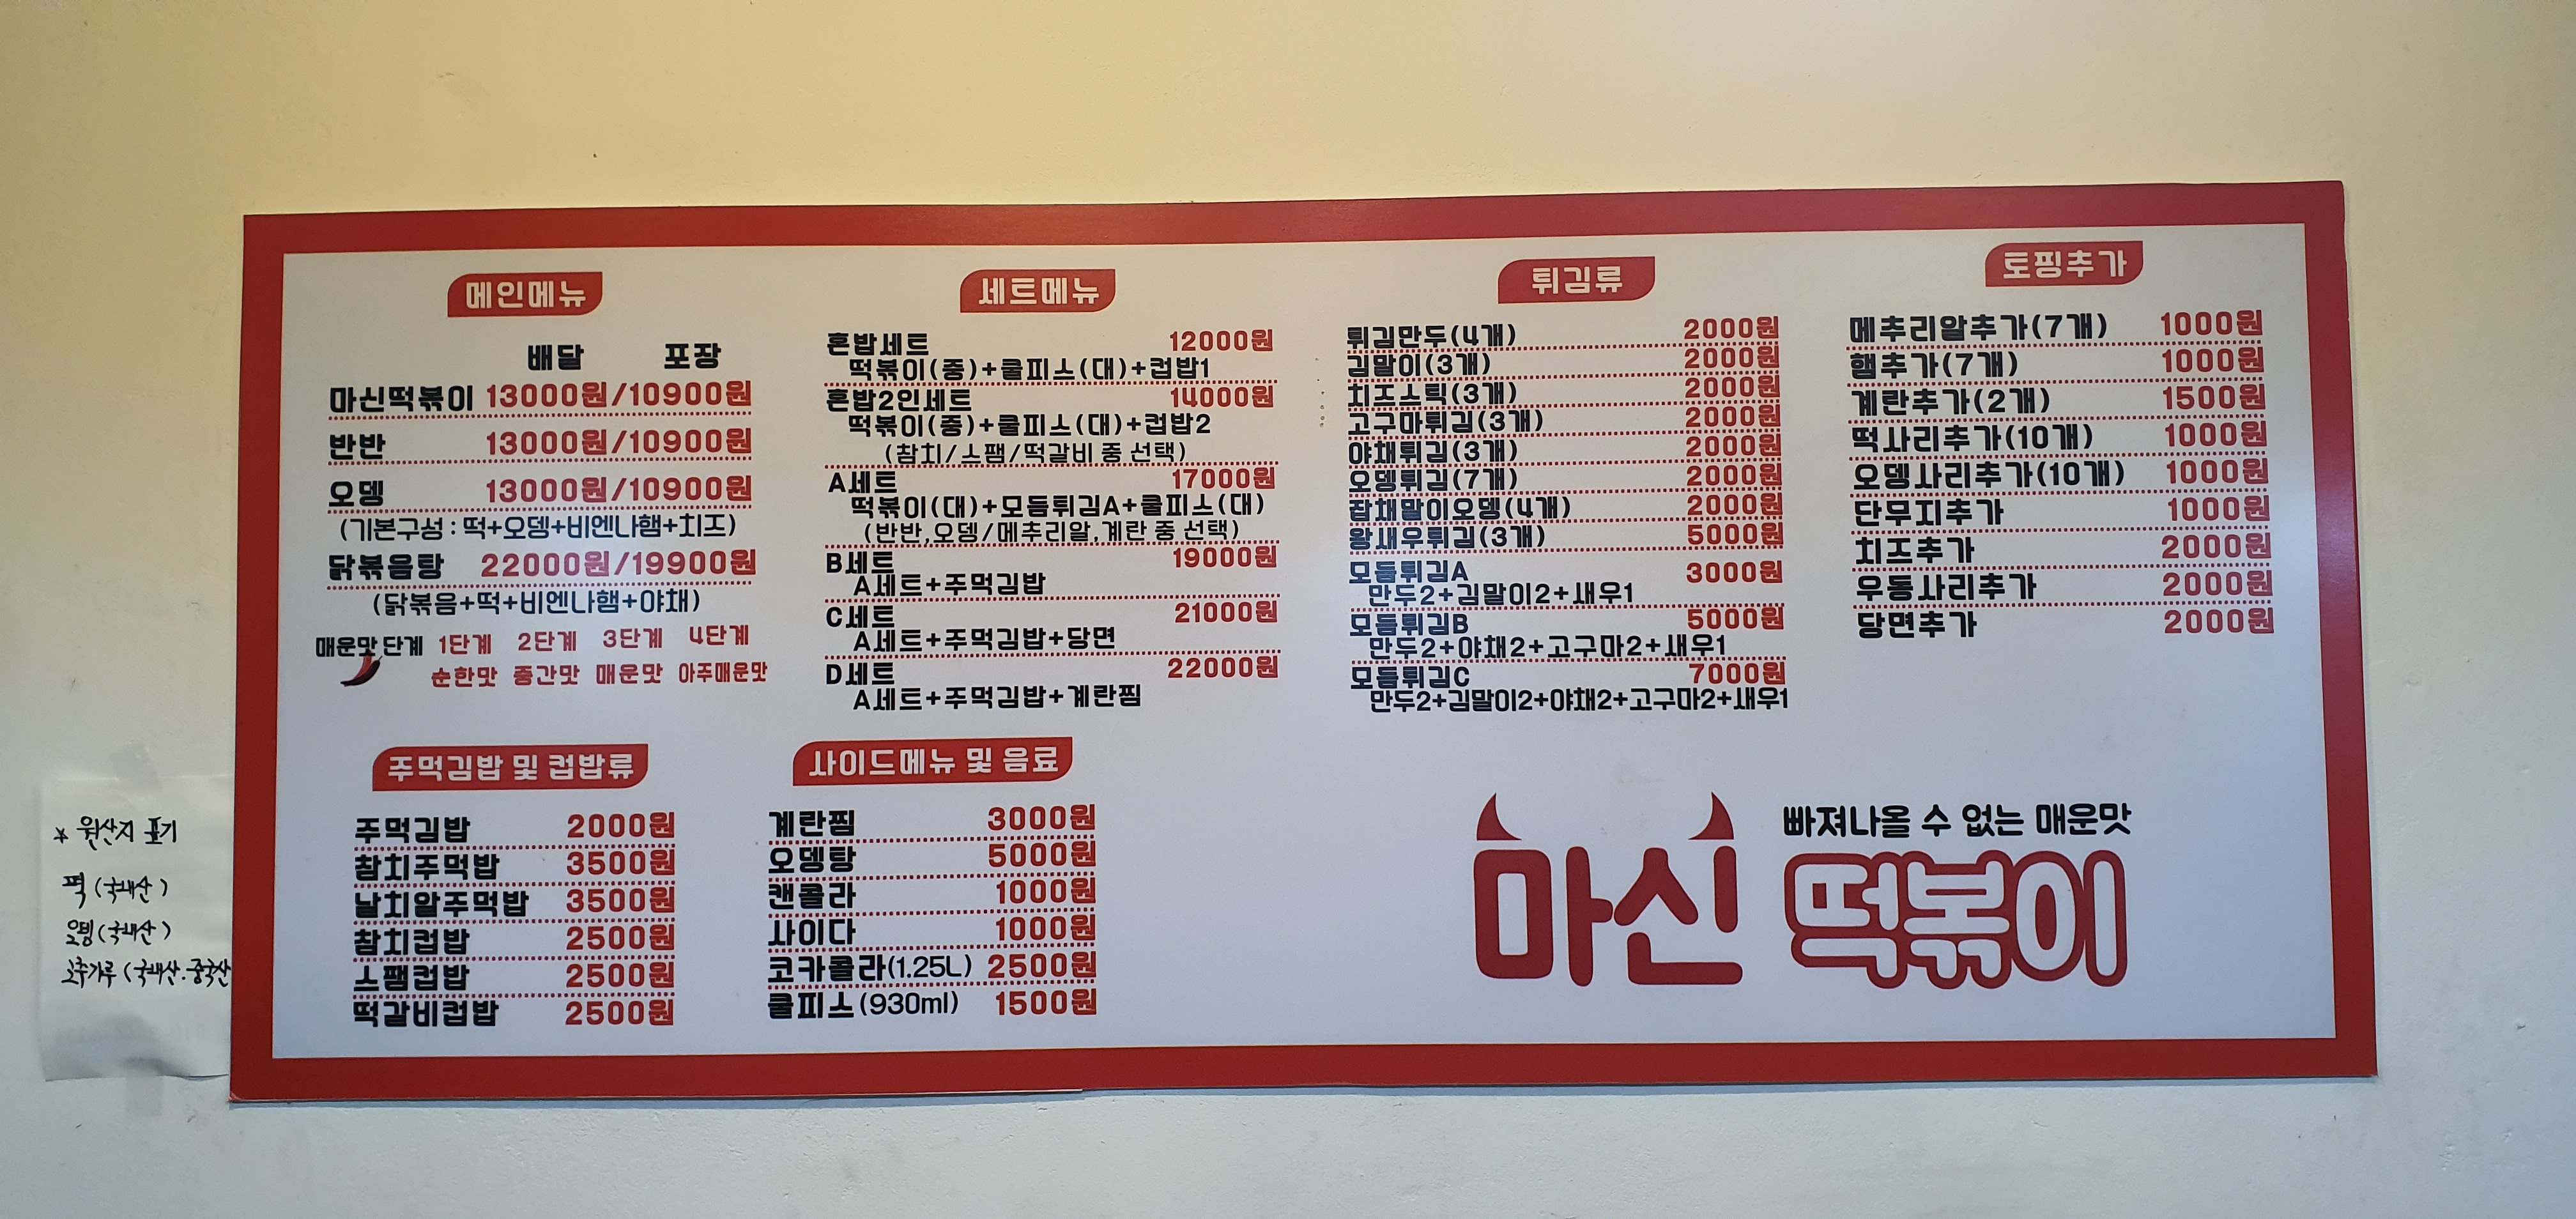 메인메뉴
배달 포장
마신떡볶이 13000원/10900원
반반 13000원/10900원
오뎅 13000원/10900원
(기본구성 : 떡+오뎅+비엔나햄+치즈)
닭볶음탕 22000원/19900원
(닭볶음+떡+비엔나햄+야채)
매운맛 단계 1단계 2단계 3단계 4단계
순한맛 중간맛 매운맛 아주매운맛
세트메뉴
혼밥세트 12000원
떡볶이(중)+쿨피스(대)+컵밥1
혼밥2인세트 14000원
떡볶이(중)+쿨피스(대)+컵밥2
(참치/스팸/떡갈비 중 선택)
A세트 17000원
떡볶이(대)+모듬튀김A+쿨피스(대)
(반반,오뎅/메추리알,계란 중 선택)
B세트 19000원
A세트+주먹김밥
C세트 21000원
A세트+주먹김밥+당면
D세트 22000원
A세트+주먹김밥+계란찜
튀김류
튀김만두(4개) 2000원
김말이(3개) 2000원
치즈스틱(3개) 2000원
고구마튀김(3개) 2000원
야채튀김(3개) 2000원
오뎅튀김(7개) 2000원
잡채말이오뎅(4개) 2000원
왕새우튀김(3개) 5000원
모듬튀김A 3000원
만두2+김말이2+새우1
모듬튀김B 5000원
만두2+야채2+고구마2+새우1
모듬튀김C 7000원
만두2+김말이2+야채2+고구마2+새우1
토핑추가
메추리알추가(7개) 1000원
햄추가(7개) 1000원
계란추가(2개) 1500원
떡사리추가(10개) 1000원
오뎅사리추가(10개) 1000원
단무지추가 1000원
치즈추가 2000원
우동사리추가 2000원
당면추가 2000원
주먹김밥 및 컵밥류
주먹김밥 2000원
참치주먹밥 3500원
날치알주먹밥 3500원
참치컵밥 2500원
스팸컵밥 2500원
떡갈비컵밥 2500원
사이드메뉴 및 음료
계란찜 3000원
오뎅탕 5000원
캔콜라 1000원
사이다 1000원
코카콜라(1.25L) 2500원
쿨피스(930ml) 1500원
빠져나올 수 없는 매운맛
마신 떡볶이
* 원산지 표기
떡 (국내산)
오뎅 (국내산)
고추가루 (국내산.중국산